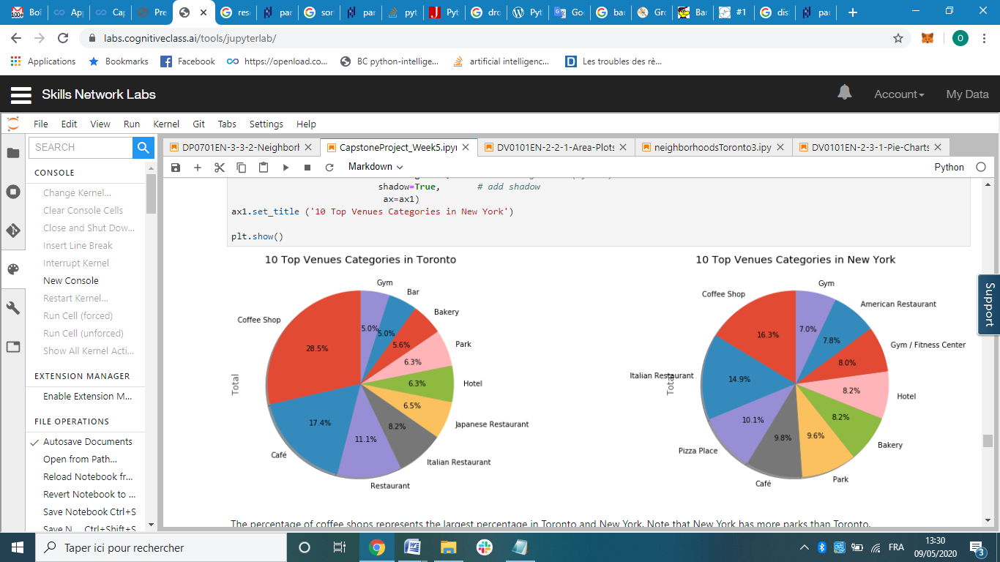 Boî
Ap
Ca
Pre
S
res
par
sor
par
pyt
Pyt
dro
Pyt
Goo
bar
Gro
Bar
#1
dis
par
labs.cognitiveclass.ai/tools/jupyterlab/
O
Applications
Bookmarks
Facebook
https://openload.co...
BC python-intellige...
artificial intelligenc...
Les troubles des rè...
Skills Network Labs
Account
My Data
File Edit View Run Kernel Git Tabs Settings Help
SEARCH
DP0701EN-3-3-2-Neighborh
CapstoneProject_Week5.ipyn
DV0101EN-2-2-1-Area-Plots
neighborhoodsToronto3.ipy
DV0101EN-2-3-1-Pie-Charts
Markdown
Python
CONSOLE
Change Kernel...
Clear Console Cells
Close and Shut Dow...
Insert Line Break
Interrupt Kernel
New Console
Restart Kernel...
Run Cell (forced)
Run Cell (unforced)
Show All Kernel Acti...
EXTENSION MANAGER
Enable Extension M...
FILE OPERATIONS
Autosave Documents
Open from Path...
Reload Notebook fr...
Revert Notebook to ...
Save Notebook Ctrl+S
Save N... Ctrl+Shift+S
shadow=True, # add shadow
ax=ax1)
ax1.set_title ('10 Top Venues Categories in New York')
plt.show()
10 Top Venues Categories in Toronto
Gym
Bar
Bakery
Park
Hotel
Japanese Restaurant
Italian Restaurant
Restaurant
Café
Coffee Shop
5.0%
5.0%
5.6%
6.3%
6.3%
6.5%
8.2%
11.1%
17.4%
28.5%
Total
10 Top Venues Categories in New York
Gym
American Restaurant
Gym / Fitness Center
Hotel
Bakery
Park
Café
Pizza Place
Italian Restaurant
Coffee Shop
7.0%
7.8%
8.0%
8.2%
8.2%
9.6%
9.8%
10.1%
14.9%
16.3%
Total
The percentage of coffee shops represents the largest percentage in Toronto and New York. Note that New York has more parks than Toronto.
Support
Taper ici pour rechercher
FRA
13:30
09/05/2020
3